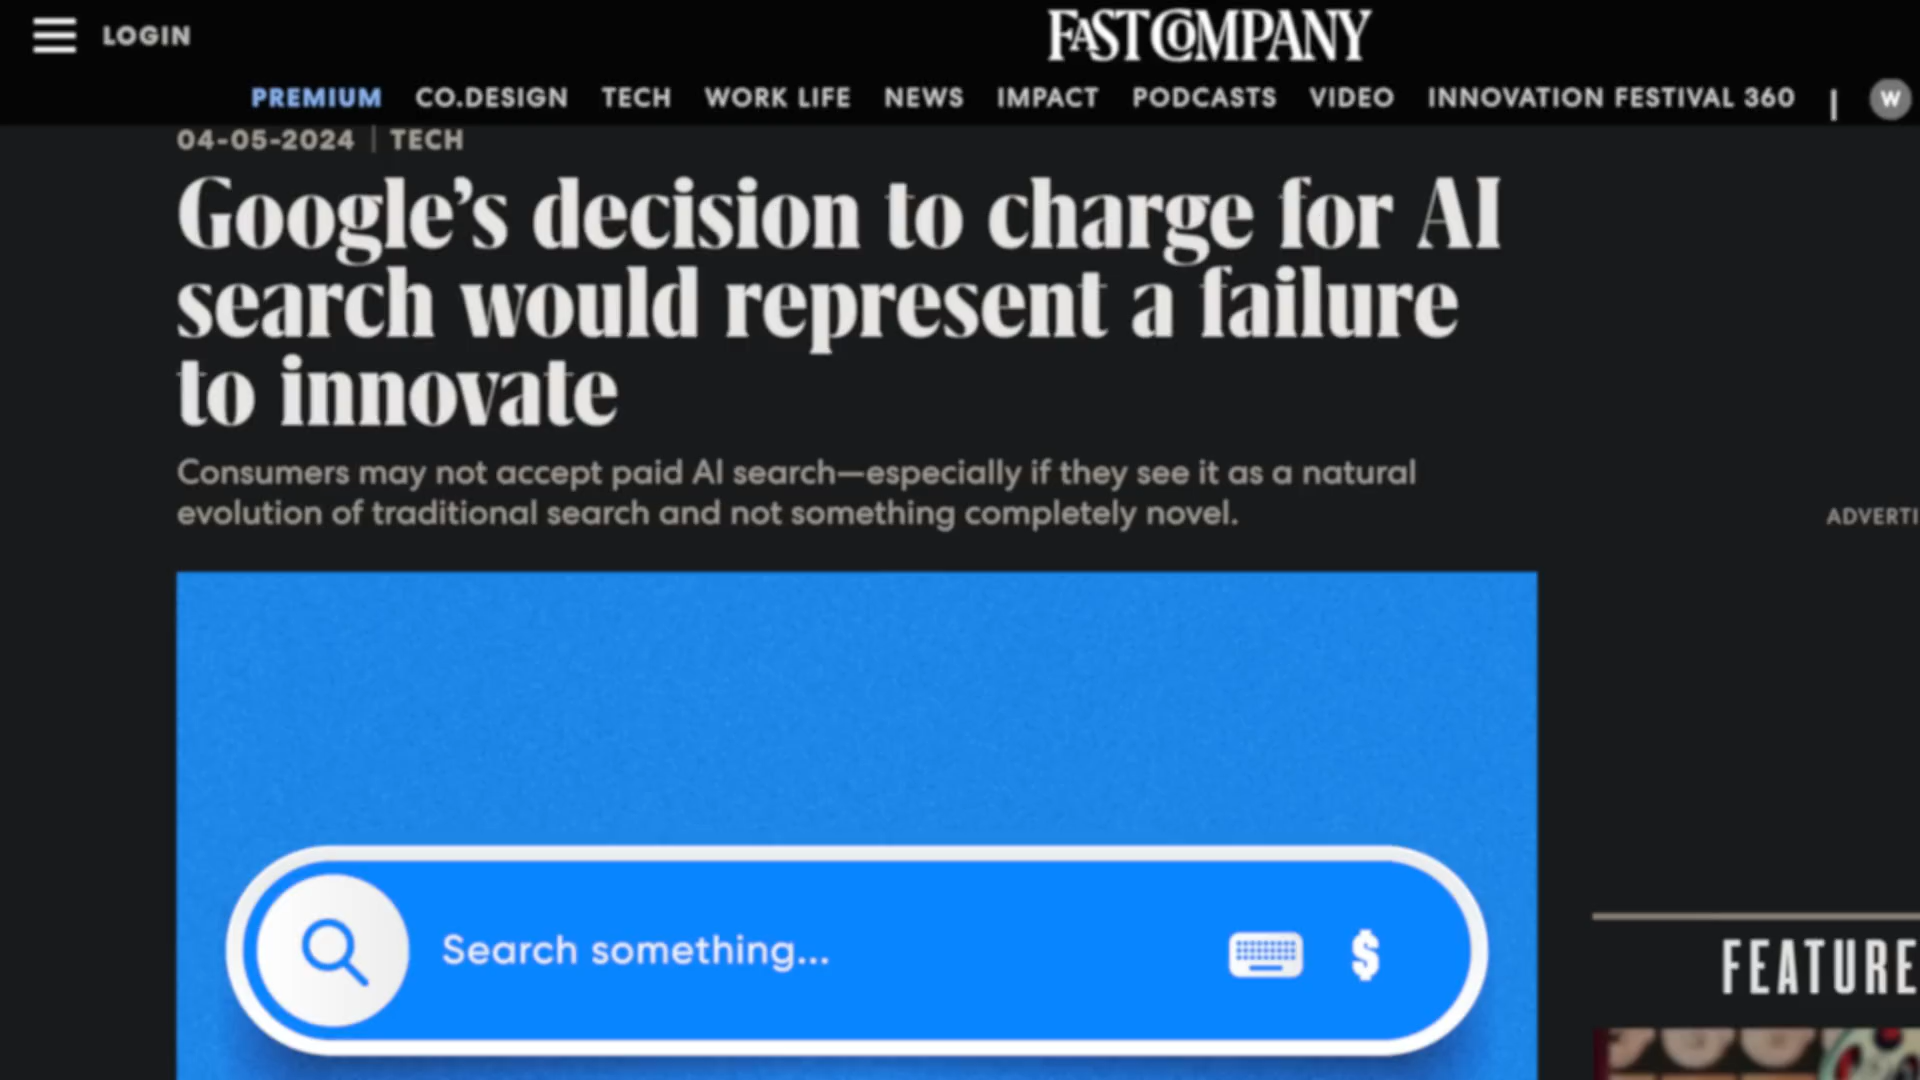 LOGIN
FAST COMPANY
PREMIUM CO.DESIGN TECH WORK LIFE NEWS IMPACT PODCASTS VIDEO INNOVATION FESTIVAL 360 | W
04-05-2024 | TECH
Google’s decision to charge for AI
search would represent a failure
to innovate
Consumers may not accept paid AI search—especially if they see it as a natural
evolution of traditional search and not something completely novel.
ADVERTI
Search something... $
FEATURE